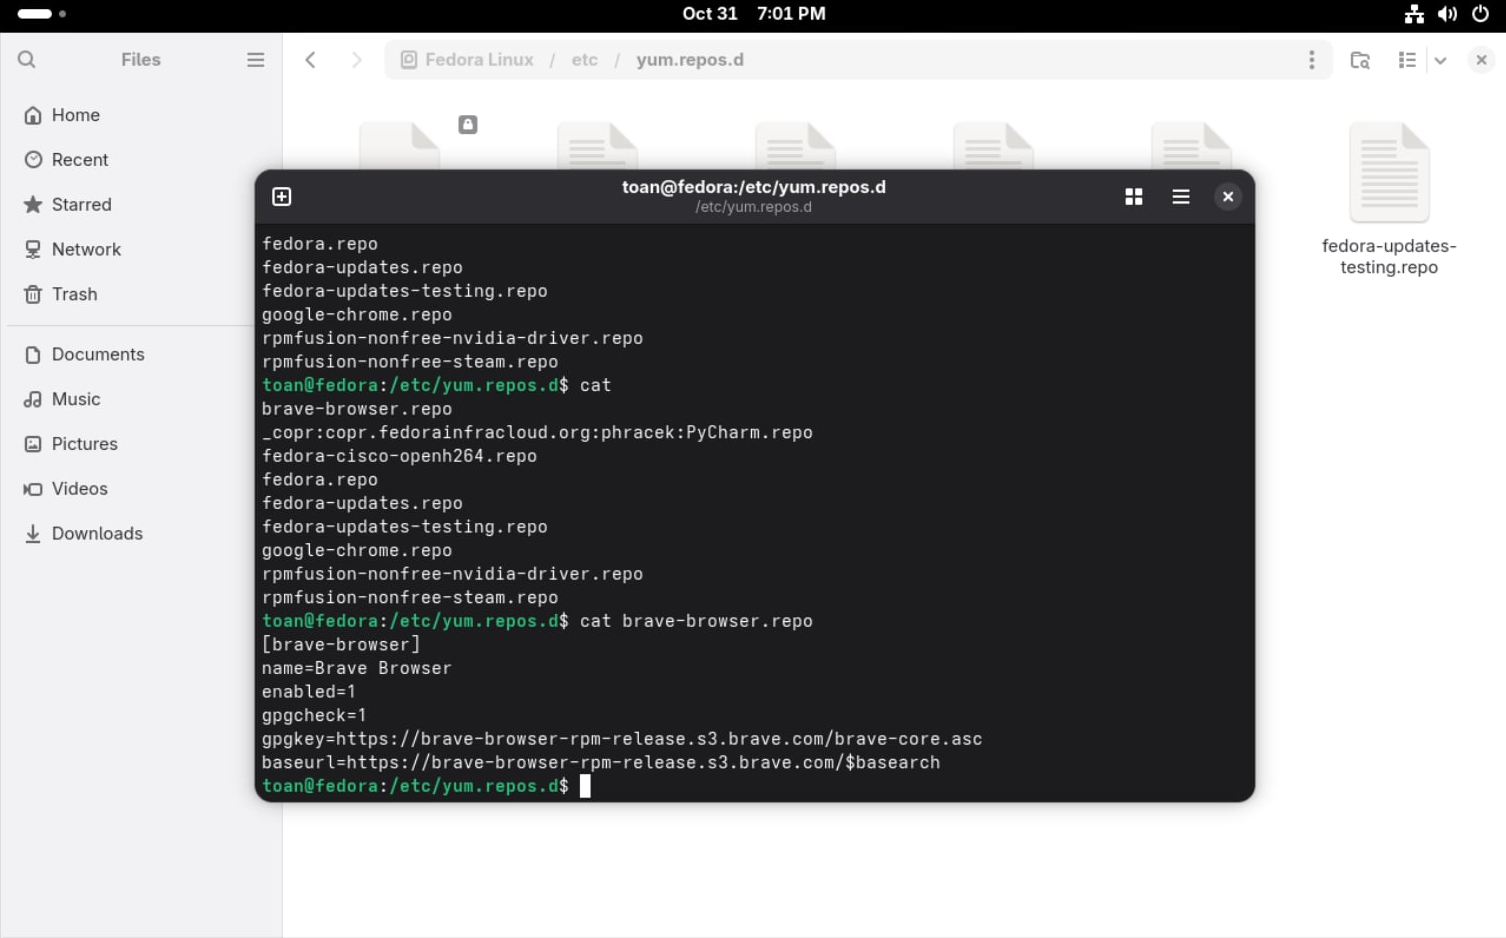 Oct 31 7:01 PM
Files
Fedora Linux / etc / yum.repos.d
Home
Recent
Starred
Network
Trash
Documents
Music
Pictures
Videos
Downloads
fedora-updates-
testing.repo
toan@fedora:/etc/yum.repos.d
/etc/yum.repos.d
fedora.repo
fedora-updates.repo
fedora-updates-testing.repo
google-chrome.repo
rpmfusion-nonfree-nvidia-driver.repo
rpmfusion-nonfree-steam.repo
toan@fedora:/etc/yum.repos.d$ cat
brave-browser.repo
_copr:copr.fedorainfracloud.org:phracek:PyCharm.repo
fedora-cisco-openh264.repo
fedora.repo
fedora-updates.repo
fedora-updates-testing.repo
google-chrome.repo
rpmfusion-nonfree-nvidia-driver.repo
rpmfusion-nonfree-steam.repo
toan@fedora:/etc/yum.repos.d$ cat brave-browser.repo
[brave-browser]
name=Brave Browser
enabled=1
gpgcheck=1
gpgkey=https://brave-browser-rpm-release.s3.brave.com/brave-core.asc
baseurl=https://brave-browser-rpm-release.s3.brave.com/$basearch
toan@fedora:/etc/yum.repos.d$